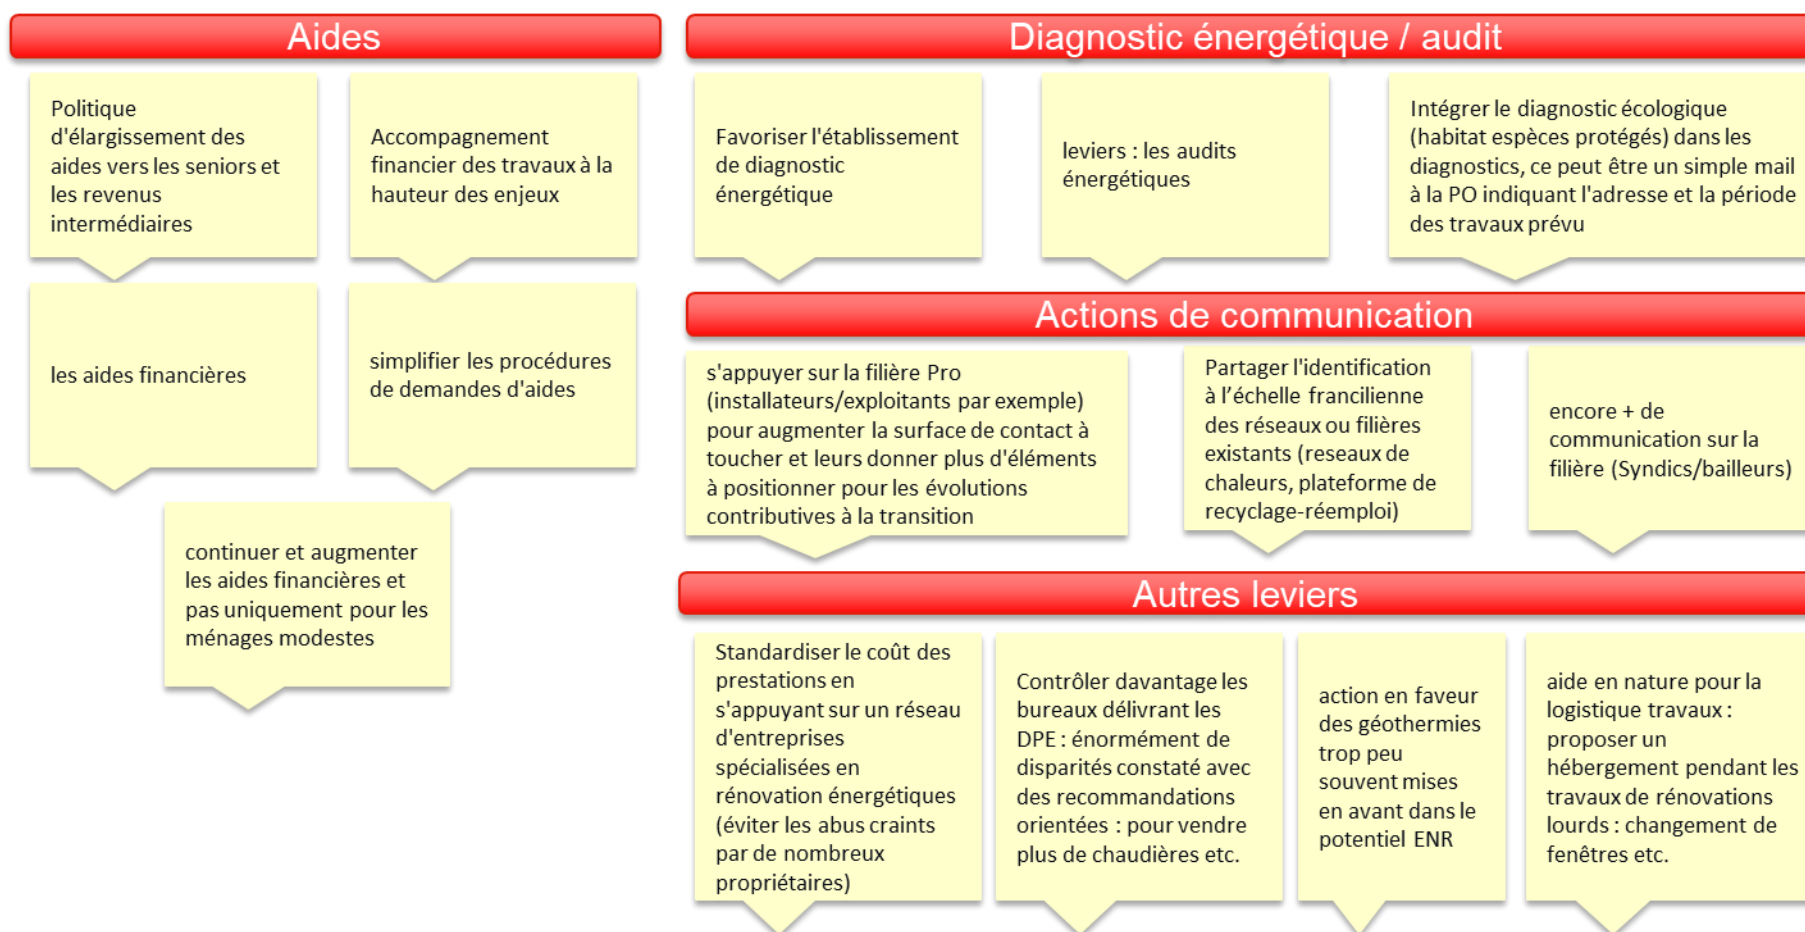 Aides
Politique
d'élargissement des
aides vers les seniors et
les revenus
intermédiaires
Accompagnement
financier des travaux à la
hauteur des enjeux
les aides financières
simplifier les procédures
de demandes d'aides
continuer et augmenter
les aides financières et
pas uniquement pour les
ménages modestes
Diagnostic énergétique / audit
Favoriser l'établissement
de diagnostic
énergétique
leviers : les audits
énergétiques
Intégrer le diagnostic écologique
(habitat espèces protégés) dans les
diagnostics, ce peut être un simple mail
à la PO indiquant l'adresse et la période
des travaux prévu
Actions de communication
s'appuyer sur la filière Pro
(installateurs/exploitants par exemple)
pour augmenter la surface de contact à
toucher et leurs donner plus d'éléments
à positionner pour les évolutions
contributives à la transition
Partager l'identification
à l’échelle francilienne
des réseaux ou filières
existants (reseaux de
chaleurs, plateforme de
recyclage-réemploi)
encore + de
communication sur la
filière (Syndics/bailleurs)
Autres leviers
Standardiser le coût des
prestations en
s'appuyant sur un réseau
d'entreprises
spécialisées en
rénovation énergétiques
(éviter les abus craints
par de nombreux
propriétaires)
Contrôler davantage les
bureaux délivrant les
DPE : énormément de
disparités constaté avec
des recommandations
orientées : pour vendre
plus de chaudières etc.
action en faveur
des géothermies
trop peu
souvent mises
en avant dans le
potentiel ENR
aide en nature pour la
logistique travaux :
proposer un
hébergement pendant les
travaux de rénovations
lourds : changement de
fenêtres etc.